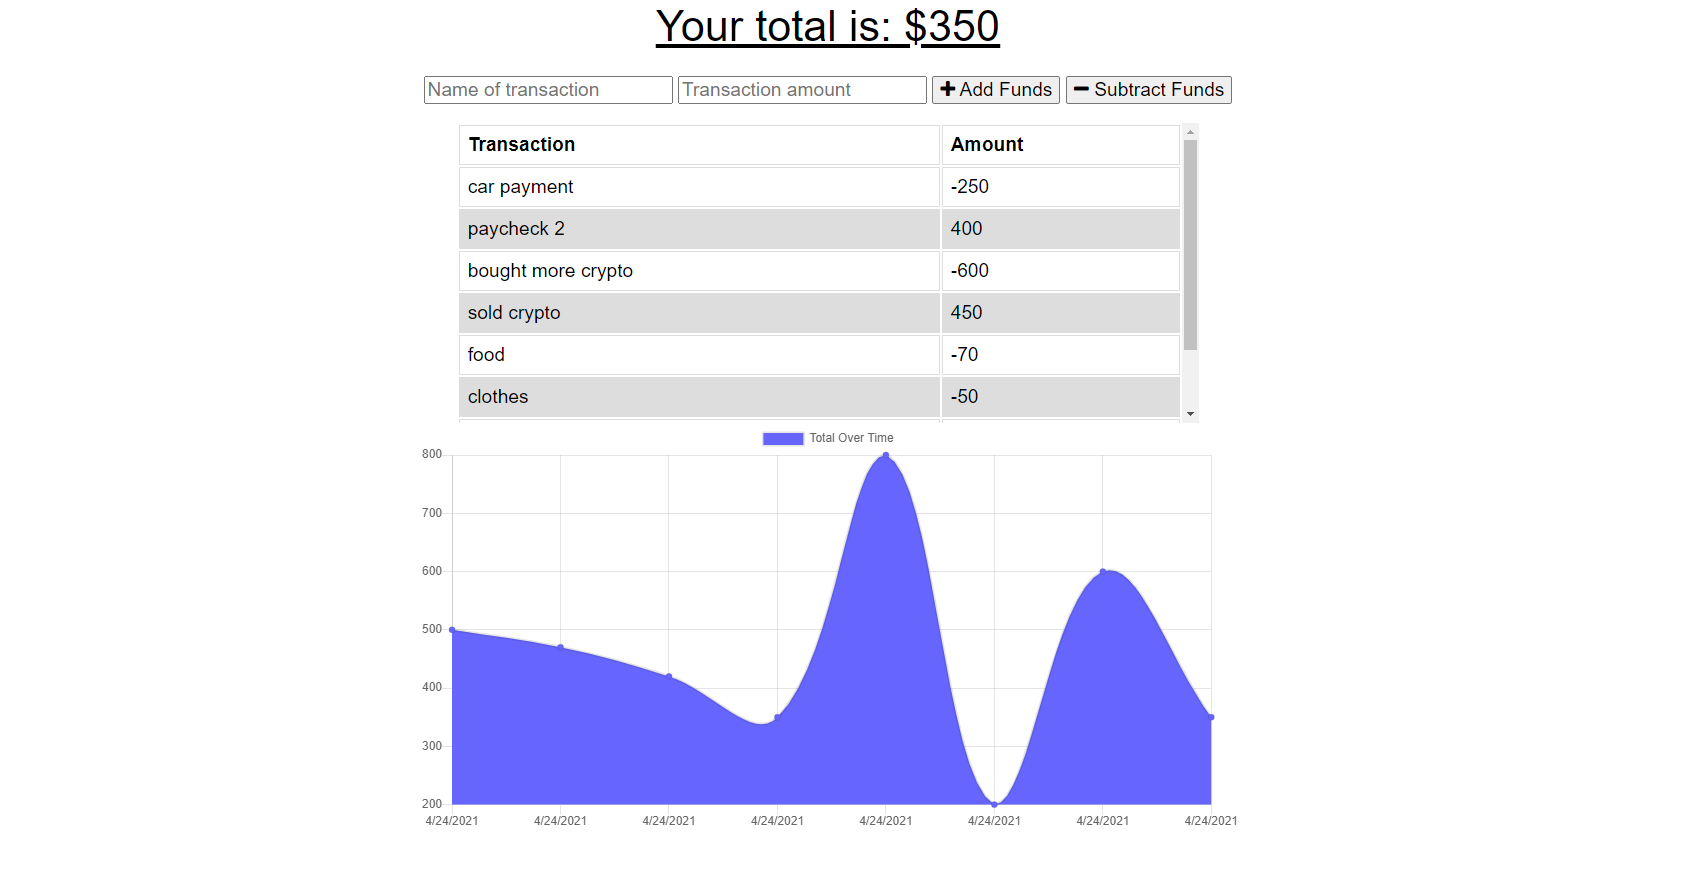 Your total is: $350
Name of transaction Transaction amount Add Funds Subtract Funds
Transaction Amount
car payment -250
paycheck 2 400
bought more crypto -600
sold crypto 450
food -70
clothes -50
Total Over Time
800
700
600
500
400
300
200
4/24/2021 4/24/2021 4/24/2021 4/24/2021 4/24/2021 4/24/2021 4/24/2021 4/24/2021